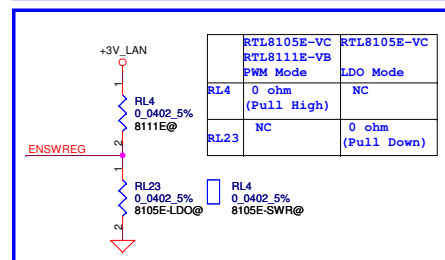 +3V_LAN
1
RL4
0_0402_5%
8111E@
2
ENSWREG
1
RL23
0_0402_5%
8105E-LDO@
2
RL4
0_0402_5%
8105E-SWR@
RTL8105E-VC RTL8105E-VC
RTL8111E-VB
PWM Mode LDO Mode
RL4 0 ohm NC
(Pull High)
RL23 NC 0 ohm
(Pull Down)